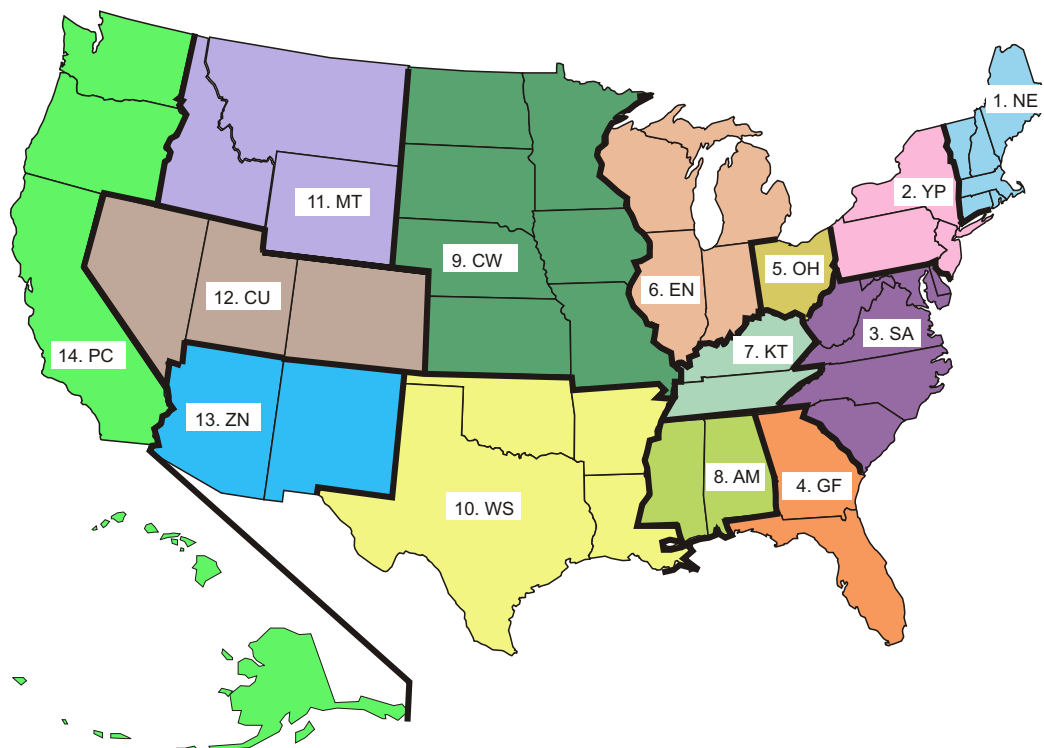 1. NE
2. YP
11. MT
9. CW
5. OH
12. CU
6. EN
3. SA
14. PC
7. KT
13. ZN
8. AM
4. GF
10. WS